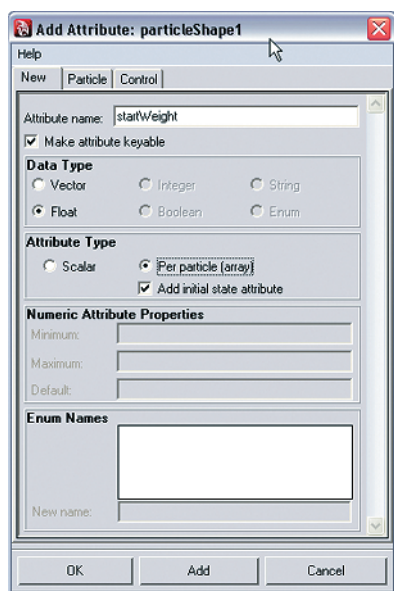 Add Attribute: particleShape1
Help
New Particle Control
Attribute name: startWeight
Make attribute keyable
Data Type
Vector Integer String
Float Boolean Enum
Attribute Type
Scalar Per particle (array)
Add initial state attribute
Numeric Attribute Properties
Minimum:
Maximum:
Default:
Enum Names
New name:
OK Add Cancel